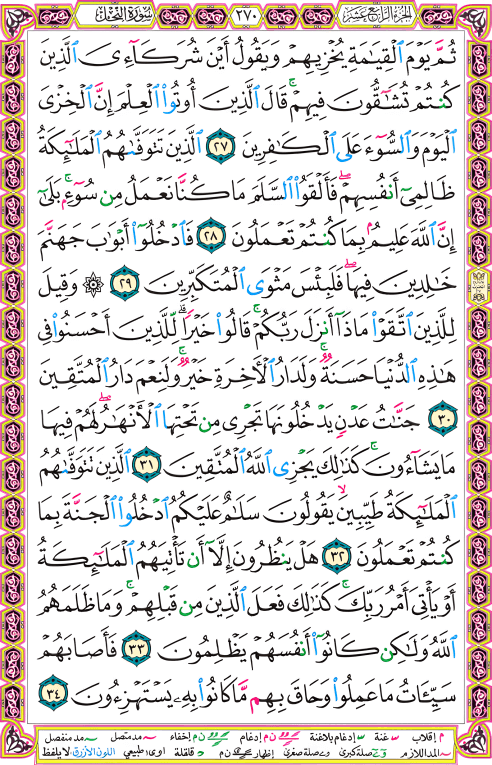 سُورَةُ النَّحْل
٢٧٠
الجزء الرابع عشر
ثُمَّ يَوْمَ ٱلْقِيَٰمَةِ يُخْزِيهِمْ وَيَقُولُ أَيْنَ شُرَكَآءِىَ ٱلَّذِينَ
كُنتُمْ تُشَٰٓقُّونَ فِيهِمْ ۚ قَالَ ٱلَّذِينَ أُوتُوا۟ ٱلْعِلْمَ إِنَّ ٱلْخِزْىَ
ٱلْيَوْمَ وَٱلسُّوٓءَ عَلَى ٱلْكَٰفِرِينَ ٢٧ ٱلَّذِينَ تَتَوَفَّىٰهُمُ ٱلْمَلَٰٓئِكَةُ
ظَالِمِىٓ أَنفُسِهِمْ ۖ فَأَلْقَوُا۟ ٱلسَّلَمَ مَا كُنَّا نَعْمَلُ مِن سُوٓءٍۭ ۚ بَلَىٰٓ
إِنَّ ٱللَّهَ عَلِيمٌۢ بِمَا كُنتُمْ تَعْمَلُونَ ٢٨ فَٱدْخُلُوٓا۟ أَبْوَٰبَ جَهَنَّمَ
خَٰلِدِينَ فِيهَا ۖ فَلَبِئْسَ مَثْوَى ٱلْمُتَكَبِّرِينَ ٢٩ ۞ وَقِيلَ
لِلَّذِينَ ٱتَّقَوْا۟ مَاذَآ أَنزَلَ رَبُّكُمْ ۚ قَالُوا۟ خَيْرًا ۗ لِّلَّذِينَ أَحْسَنُوا۟ فِى
هَٰذِهِ ٱلدُّنْيَا حَسَنَةٌ ۚ وَلَدَارُ ٱلْءَاخِرَةِ خَيْرٌ ۚ وَلَنِعْمَ دَارُ ٱلْمُتَّقِينَ
٣٠ جَنَّٰتُ عَدْنٍ يَدْخُلُونَهَا تَجْرِى مِن تَحْتِهَا ٱلْأَنْهَٰرُ ۖ لَهُمْ فِيهَا
مَا يَشَآءُونَ ۚ كَذَٰلِكَ يَجْزِى ٱللَّهُ ٱلْمُتَّقِينَ ٣١ ٱلَّذِينَ تَتَوَفَّىٰهُمُ
ٱلْمَلَٰٓئِكَةُ طَيِّبِينَ ۙ يَقُولُونَ سَلَٰمٌ عَلَيْكُمُ ٱدْخُلُوا۟ ٱلْجَنَّةَ بِمَا
كُنتُمْ تَعْمَلُونَ ٣٢ هَلْ يَنظُرُونَ إِلَّآ أَن تَأْتِيَهُمُ ٱلْمَلَٰٓئِكَةُ
أَوْ يَأْتِىَ أَمْرُ رَبِّكَ ۚ كَذَٰلِكَ فَعَلَ ٱلَّذِينَ مِن قَبْلِهِمْ ۚ وَمَا ظَلَمَهُمُ
ٱللَّهُ وَلَٰكِن كَانُوٓا۟ أَنفُسَهُمْ يَظْلِمُونَ ٣٣ فَأَصَابَهُمْ
سَيِّـَٔاتُ مَا عَمِلُوا۟ وَحَاقَ بِهِم مَّا كَانُوا۟ بِهِۦ يَسْتَهْزِءُونَ ٣٤
م إقلاب غنة إدغام بلاغنة ن م إدغام ن م إخفاء مد متصل مد منفصل
المد اللازم صلة كبرى صلة صغرى إظهار ن م قلقلة اوى طبيعي اللون الأزرق لا يلفظ